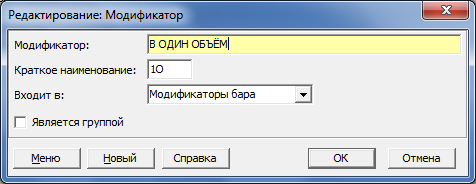 Редактирование: Модификатор
Модификатор: В ОДИН ОБЪЁМ
Краткое наименование: 1О
Входит в: Модификаторы бара
Является группой
Меню Новый Справка ОК Отмена